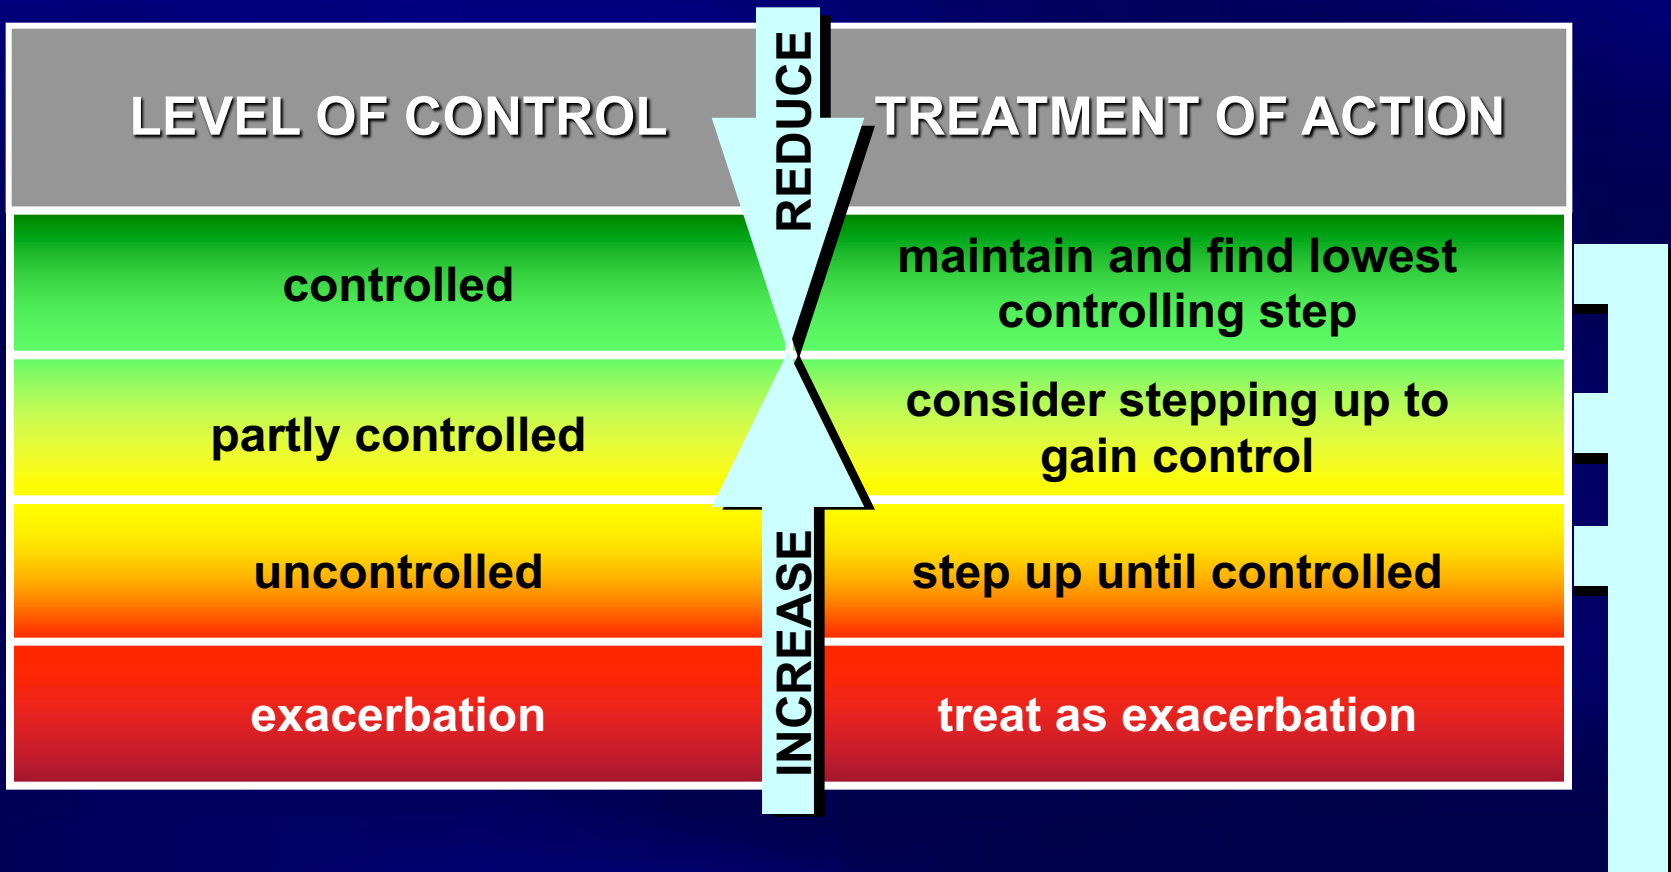 LEVEL OF CONTROL
REDUCE
TREATMENT OF ACTION
controlled
maintain and find lowest
controlling step
partly controlled
consider stepping up to
gain control
uncontrolled
step up until controlled
INCREASE
exacerbation
treat as exacerbation